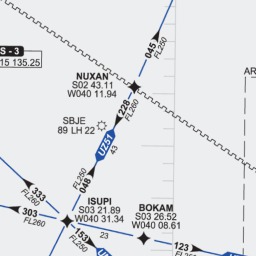 S - 3
15 135.25
045
FL250
NUXAN
S02 43.11
W040 11.94
228
FL260
SBJE
89 LH 22
UZ51
43
AR
FL250
048
333
FL260
303
FL260
ISUPI
S03 21.89
W040 31.34
BOKAM
S03 26.52
W040 08.61
23
153
FL250
123
FL250